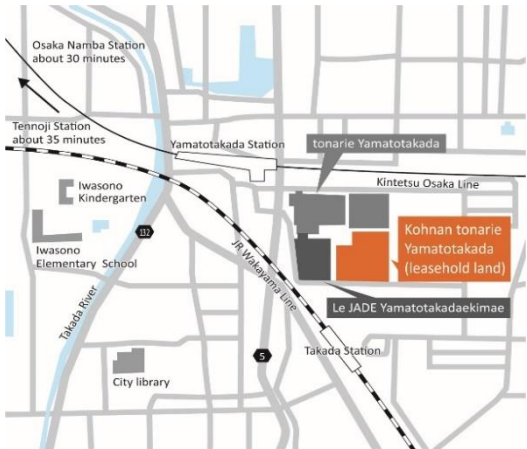 Osaka Namba Station
about 30 minutes
Tennoji Station
about 35 minutes
Yamatotakada Station
tonarie Yamatotakada
Kintetsu Osaka Line
Iwasono
Kindergarten
Kohnan tonarie
Yamatotakada
(leasehold land)
132
Iwasono
Elementary School
JR Wakayama Line
Takada River
Le JADE Yamatotakadaekimae
Takada Station
5
City library